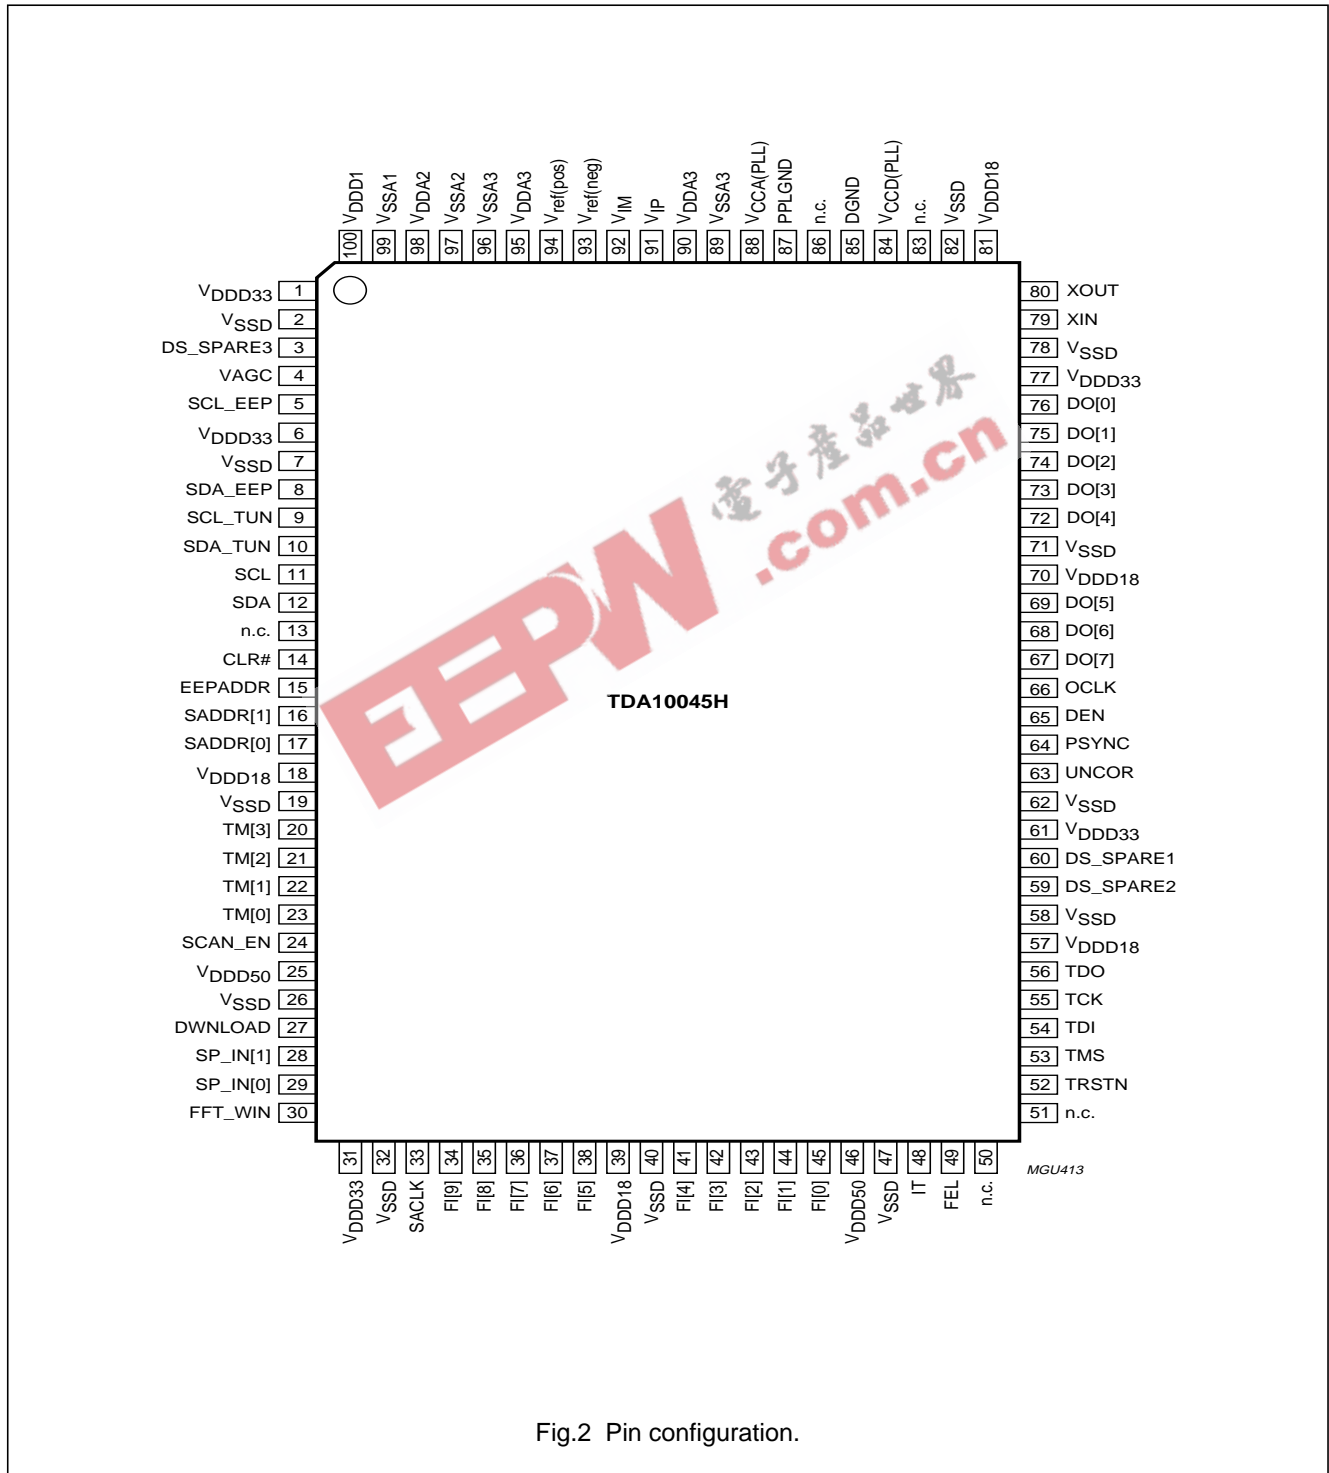 100 VDDD1
99 VSSA1
98 VDDA2
97 VSSA2
96 VSSA3
95 VDDA3
94 Vref(pos)
93 Vref(neg)
92 VIM
91 VIP
90 VDDA3
89 VSSA3
88 VCCA(PLL)
87 PPLGND
86 n.c.
85 DGND
84 VCCD(PLL)
83 n.c.
82 VSSD
81 VDDD18
VDDD33 1
VSSD 2
DS_SPARE3 3
VAGC 4
SCL_EEP 5
VDDD33 6
VSSD 7
SDA_EEP 8
SCL_TUN 9
SDA_TUN 10
SCL 11
SDA 12
n.c. 13
CLR# 14
EEPADDR 15
SADDR[1] 16
SADDR[0] 17
VDDD18 18
VSSD 19
TM[3] 20
TM[2] 21
TM[1] 22
TM[0] 23
SCAN_EN 24
VDDD50 25
VSSD 26
DWNLOAD 27
SP_IN[1] 28
SP_IN[0] 29
FFT_WIN 30
TDA10045H
EEPW
電子産品世界
.com.cn
80 XOUT
79 XIN
78 VSSD
77 VDDD33
76 DO[0]
75 DO[1]
74 DO[2]
73 DO[3]
72 DO[4]
71 VSSD
70 VDDD18
69 DO[5]
68 DO[6]
67 DO[7]
66 OCLK
65 DEN
64 PSYNC
63 UNCOR
62 VSSD
61 VDDD33
60 DS_SPARE1
59 DS_SPARE2
58 VSSD
57 VDDD18
56 TDO
55 TCK
54 TDI
53 TMS
52 TRSTN
51 n.c.
31 VDDD33
32 VSSD
33 SACLK
34 FI[9]
35 FI[8]
36 FI[7]
37 FI[6]
38 FI[5]
39 VDDD18
40 VSSD
41 FI[4]
42 FI[3]
43 FI[2]
44 FI[1]
45 FI[0]
46 VDDD50
47 VSSD
48 IT
49 FEL
50 n.c.
MGU413
Fig.2 Pin configuration.